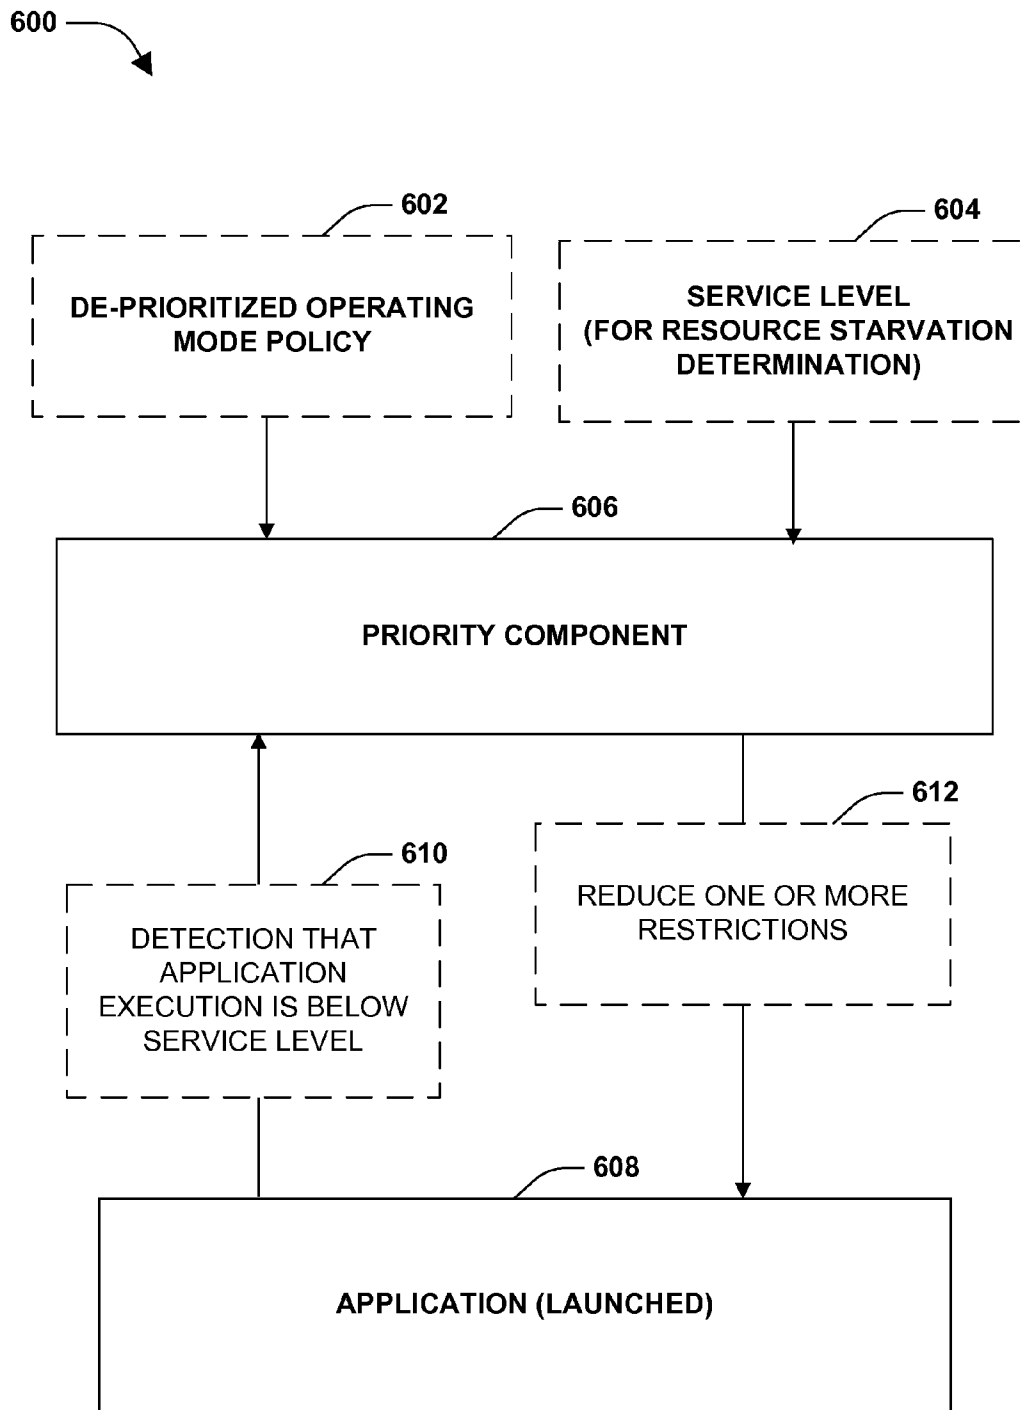 600
602
DE-PRIORITIZED OPERATING
MODE POLICY
604
SERVICE LEVEL
(FOR RESOURCE STARVATION
DETERMINATION)
606
PRIORITY COMPONENT
610
DETECTION THAT
APPLICATION
EXECUTION IS BELOW
SERVICE LEVEL
612
REDUCE ONE OR MORE
RESTRICTIONS
608
APPLICATION (LAUNCHED)